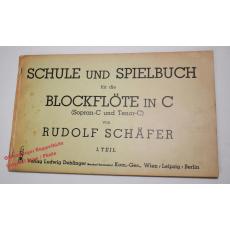 SCHULE UND SPIELBUCH
für die
BLOCKFLÖTE IN C
(Sopran-C und Tenor-C)
von
RUDOLF SCHÄFER
I. TEIL
Verlag Ludwig Doblinger Kom.-Ges., Wien / Leipzig / Berlin